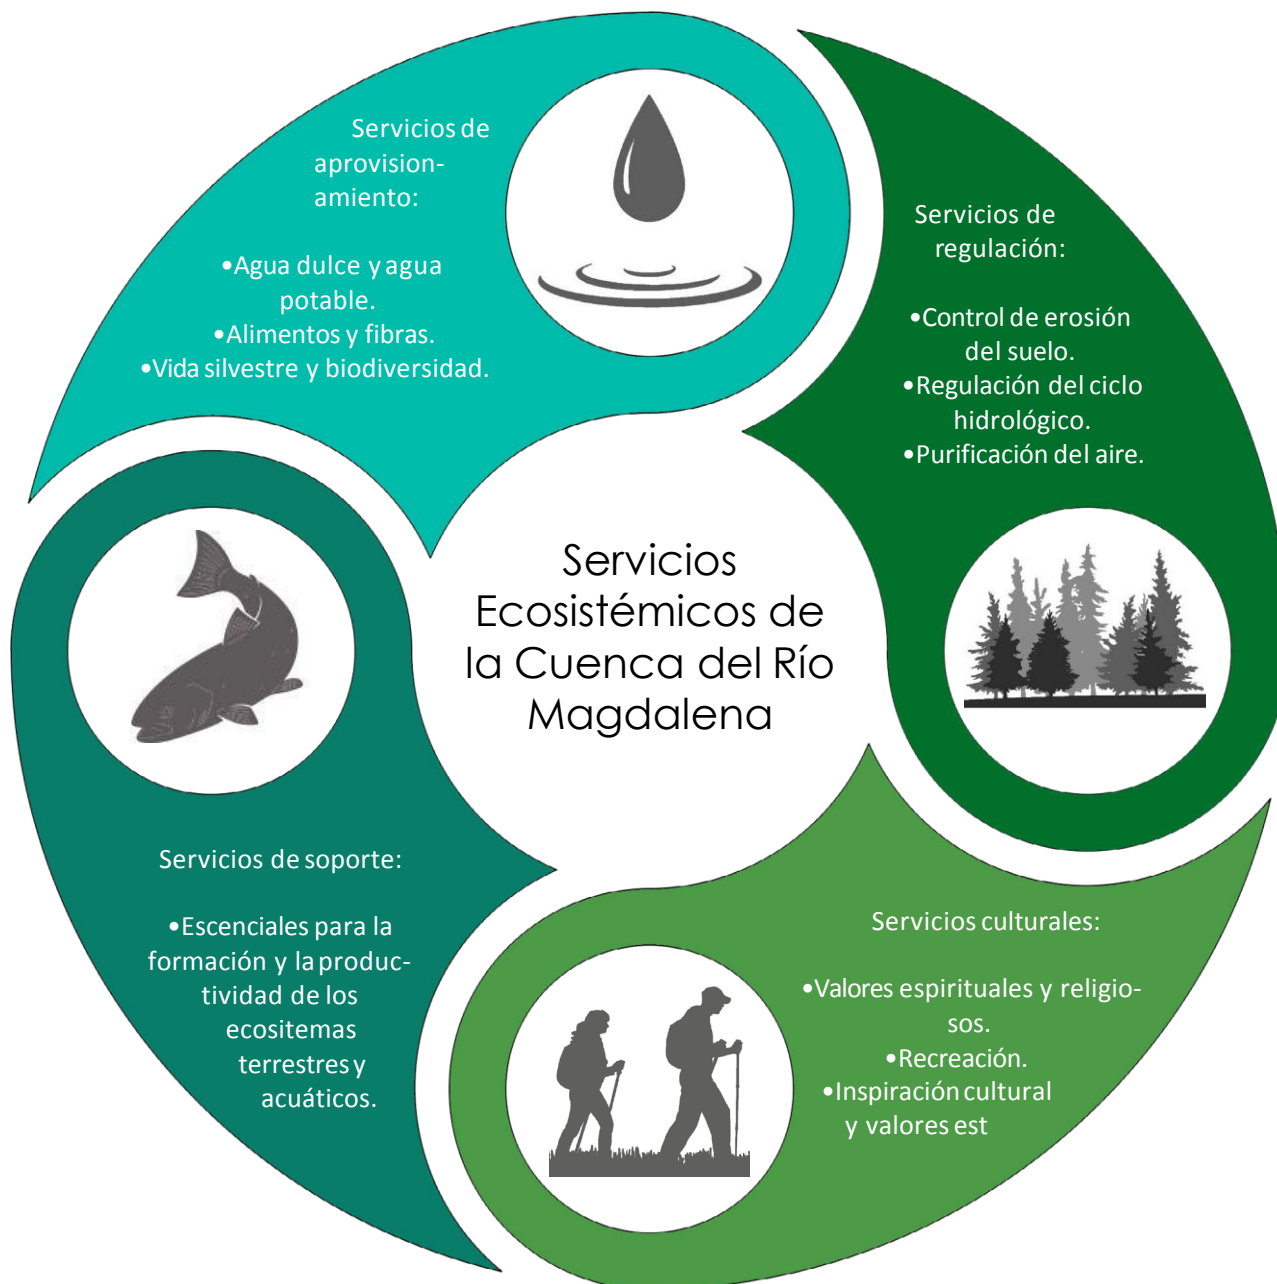 Servicios de
aprovision-
amiento:
•Agua dulce y agua
potable.
•Alimentos y fibras.
•Vida silvestre y biodiversidad.
Servicios de
regulación:
•Control de erosión
del suelo.
•Regulación del ciclo
hidrológico.
•Purificación del aire.
Servicios
Ecosistémicos de
la Cuenca del Río
Magdalena
Servicios de soporte:
•Escenciales para la
formación y la produc-
tividad de los
ecositemas
terrestres y
acuáticos.
Servicios culturales:
•Valores espirituales y religio-
sos.
•Recreación.
•Inspiración cultural
y valores est